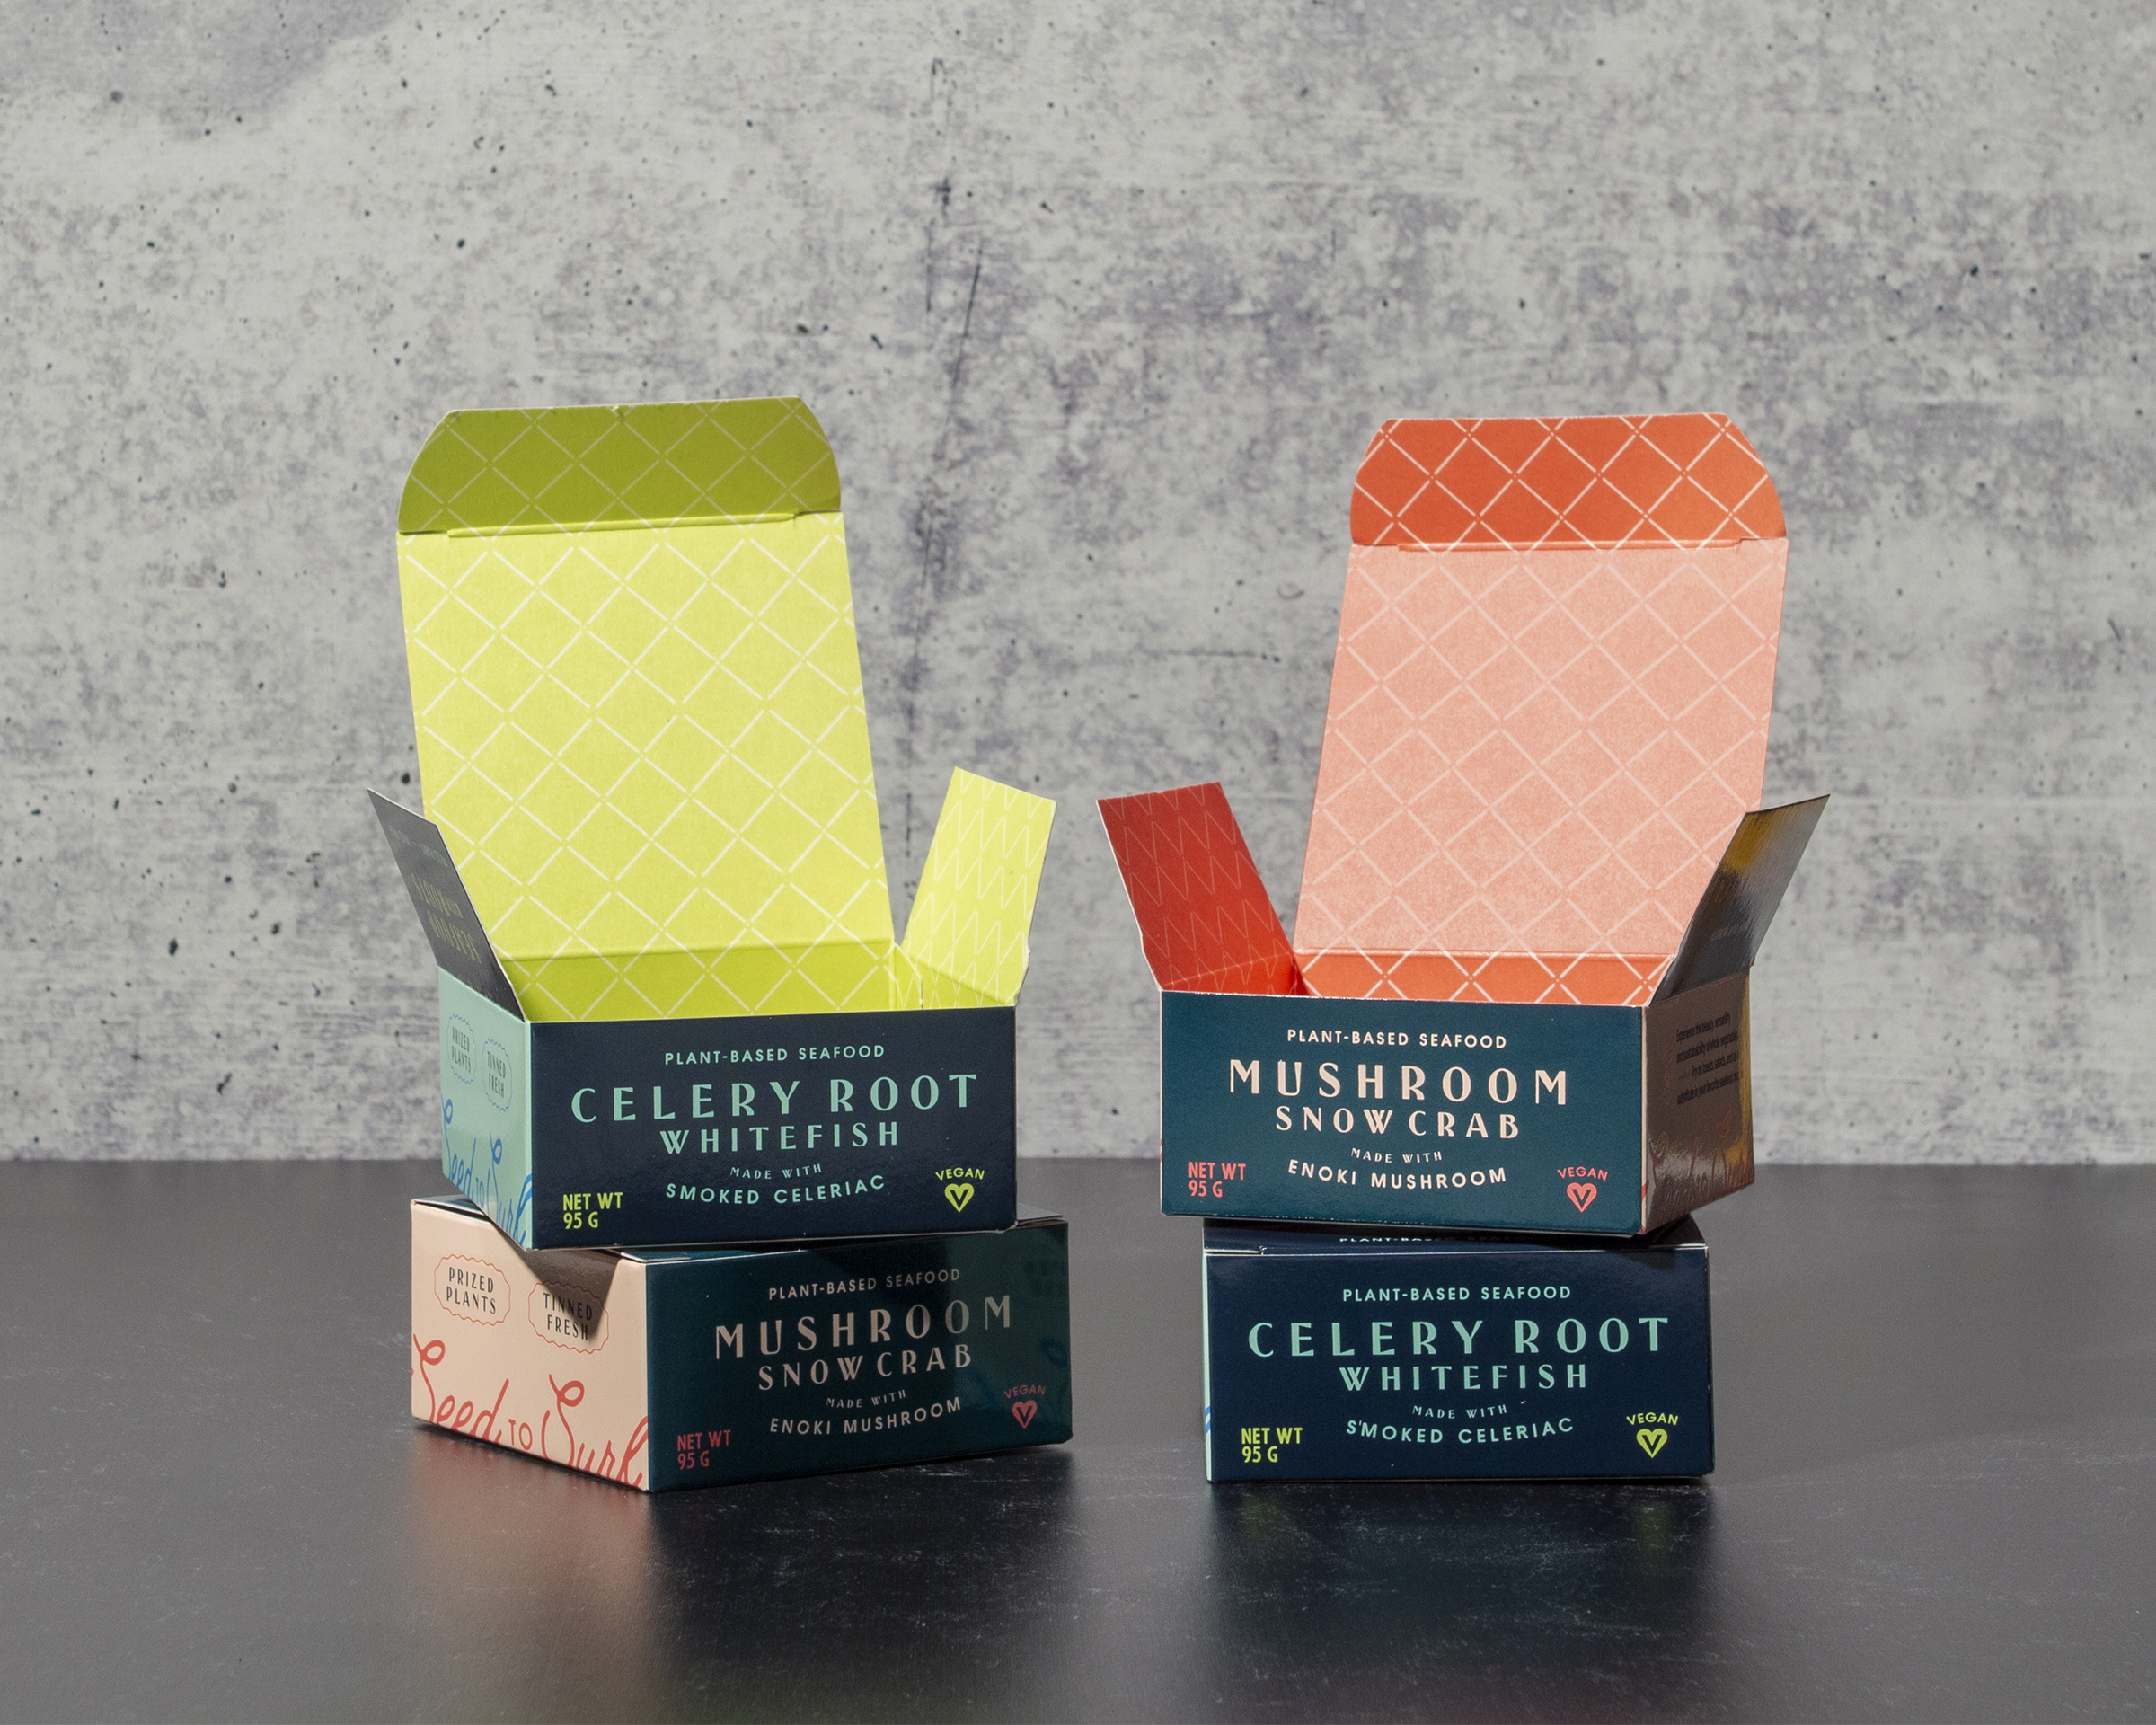 PRIZED
PLANTS
TINNED
FRESH
Seed TO Surf
PLANT-BASED SEAFOOD
CELERY ROOT
WHITEFISH
MADE WITH
SMOKED CELERIAC
NET WT
95 G
VEGAN
V
PLANT-BASED SEAFOOD
MUSHROOM
SNOW CRAB
MADE WITH
ENOKI MUSHROOM
NET WT
95 G
VEGAN
V
PRIZED
PLANTS
TINNED
FRESH
Seed TO Surf
PLANT-BASED SEAFOOD
MUSHROOM
SNOW CRAB
MADE WITH
ENOKI MUSHROOM
NET WT
95 G
VEGAN
V
PLANT-BASED SEAFOOD
CELERY ROOT
WHITEFISH
MADE WITH
SMOKED CELERIAC
NET WT
95 G
VEGAN
V